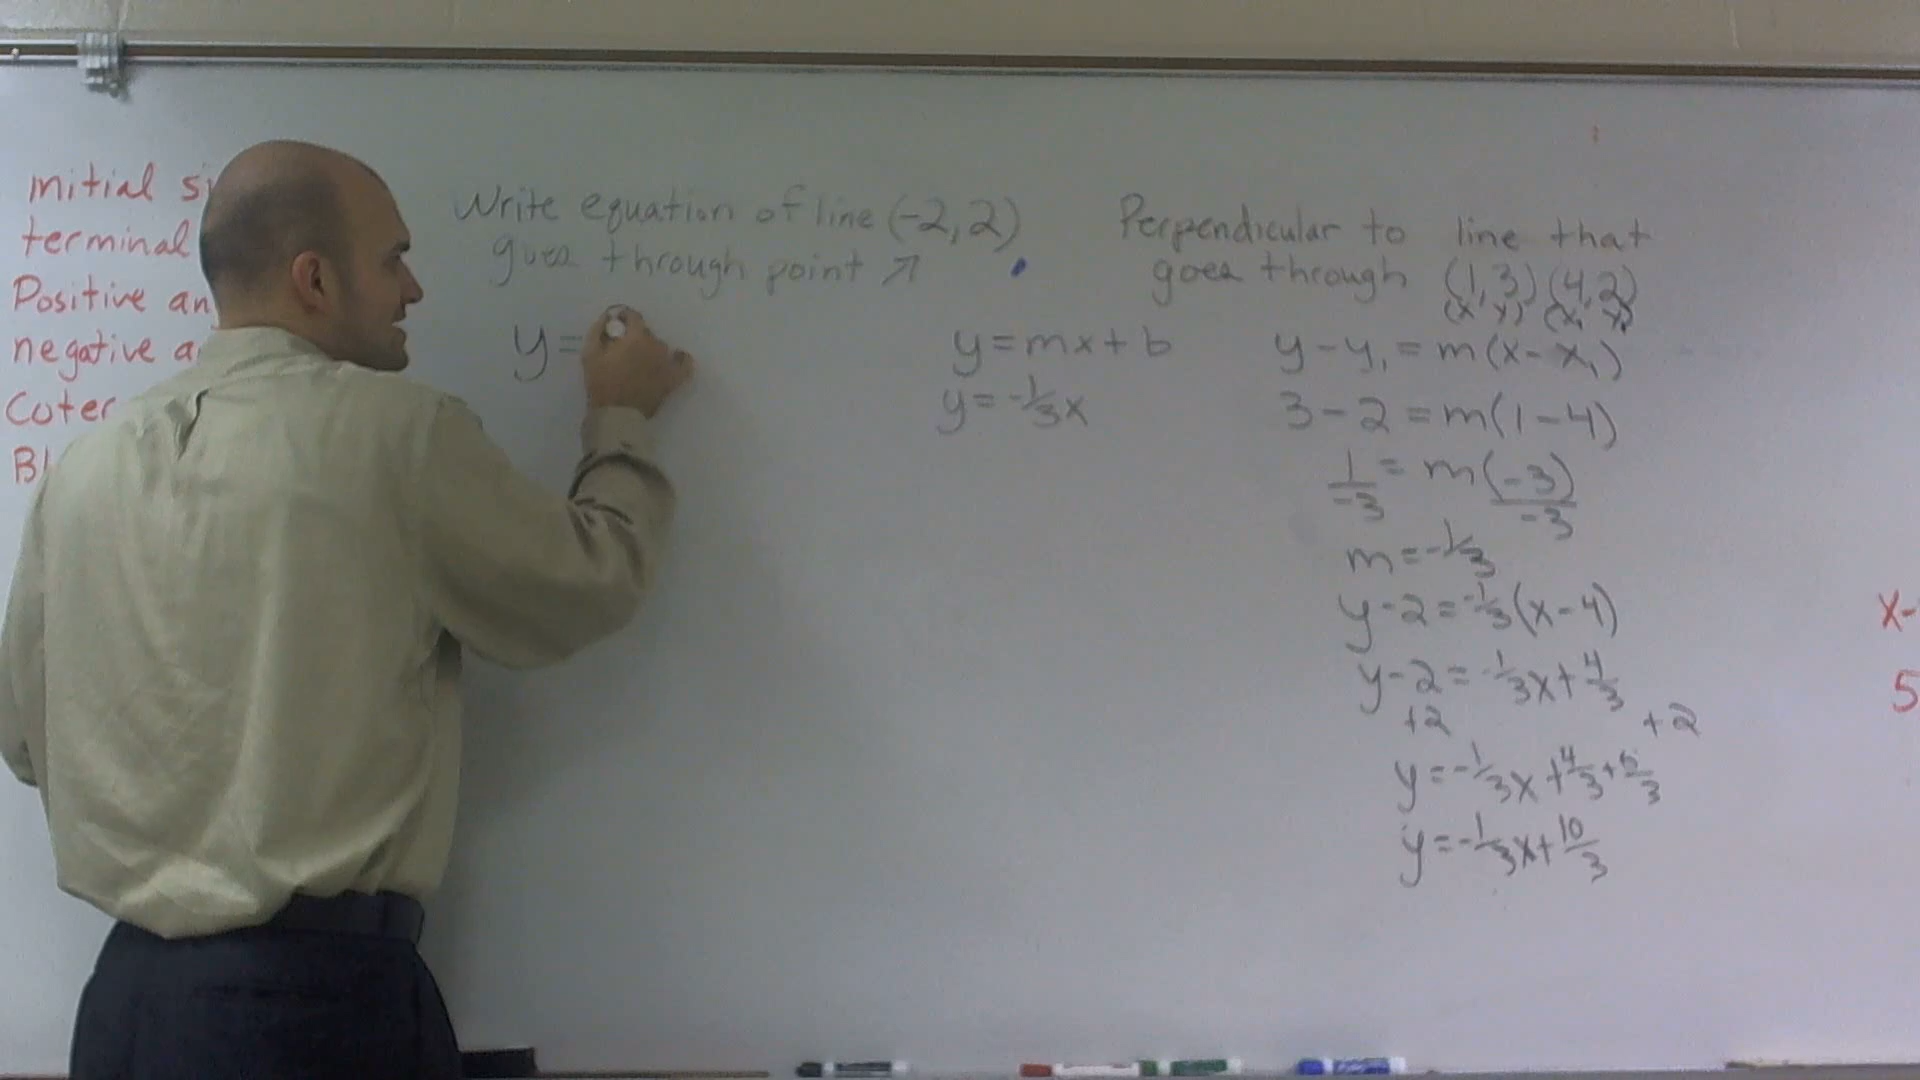 initial
terminal
Positive an
negative a
Coter
Bl
Write equation of line (-2, 2)
goes through point ↗
y=
y = mx + b
y = -1/3x
Perpendicular to line that
goes through (1,3) (4,2)
(x, y) (x₁, y₁)
y - y₁ = m(x - x₁)
3 - 2 = m(1 - 4)
1/-3 = m(-3)/-3
m = -1/3
y - 2 = -1/3(x - 4)
y - 2 = -1/3x + 4/3
+2 +2
y = -1/3x + 4/3 + 6/3
y = -1/3x + 10/3
x-
5